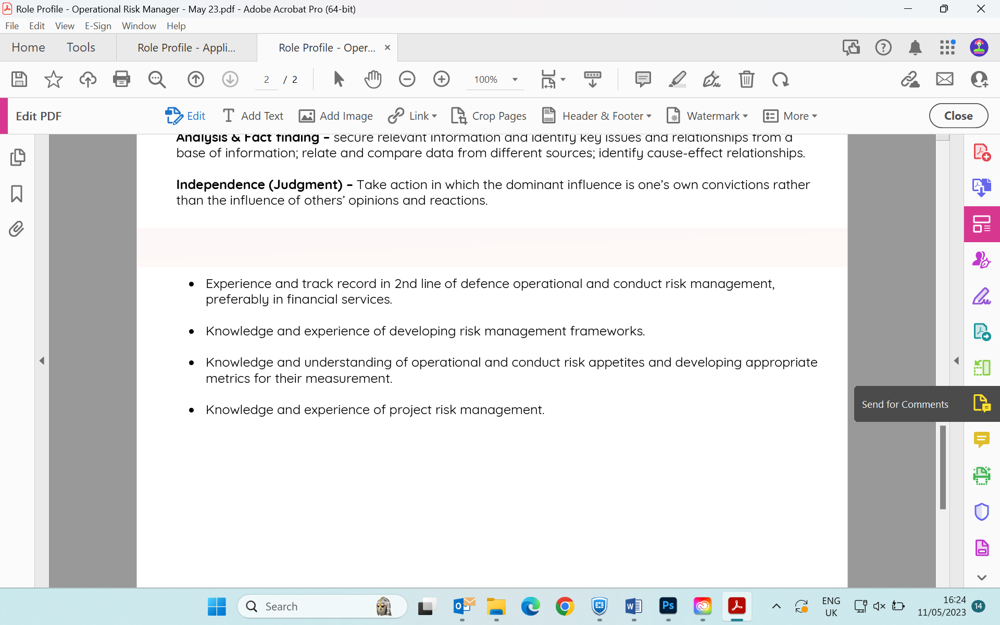 Role Profile - Operational Risk Manager - May 23.pdf - Adobe Acrobat Pro (64-bit)
File Edit View E-Sign Window Help
Home Tools Role Profile - Appli... Role Profile - Oper... ×
2 / 2 100%
Edit PDF Edit Add Text Add Image Link Crop Pages Header & Footer Watermark More Close
Analysis & Fact finding – secure relevant information and identify key issues and relationships from a
base of information; relate and compare data from different sources; identify cause-effect relationships.
Independence (Judgment) – Take action in which the dominant influence is one’s own convictions rather
than the influence of others’ opinions and reactions.
• Experience and track record in 2nd line of defence operational and conduct risk management,
preferably in financial services.
• Knowledge and experience of developing risk management frameworks.
• Knowledge and understanding of operational and conduct risk appetites and developing appropriate
metrics for their measurement.
• Knowledge and experience of project risk management.
Send for Comments
Search
Ps
ENG
UK
16:24
11/05/2023
14